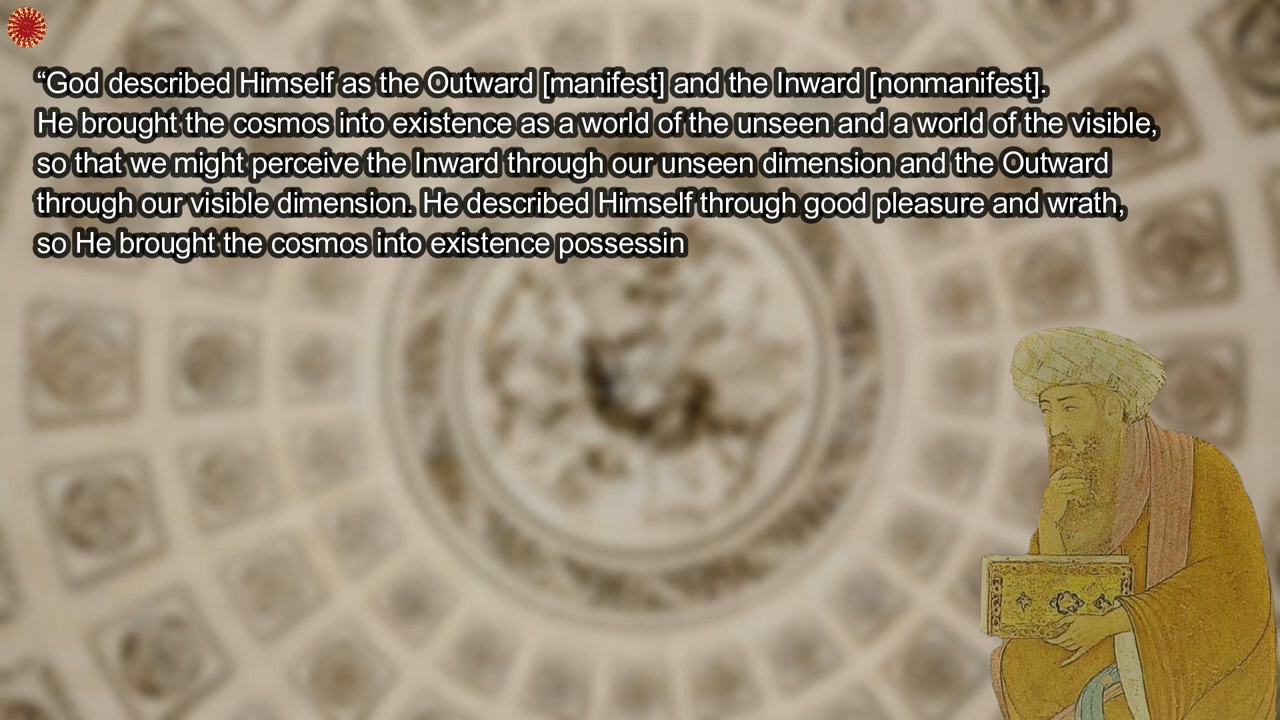 “God described Himself as the Outward [manifest] and the Inward [nonmanifest].
He brought the cosmos into existence as a world of the unseen and a world of the visible,
so that we might perceive the Inward through our unseen dimension and the Outward
through our visible dimension. He described Himself through good pleasure and wrath,
so He brought the cosmos into existence possessin